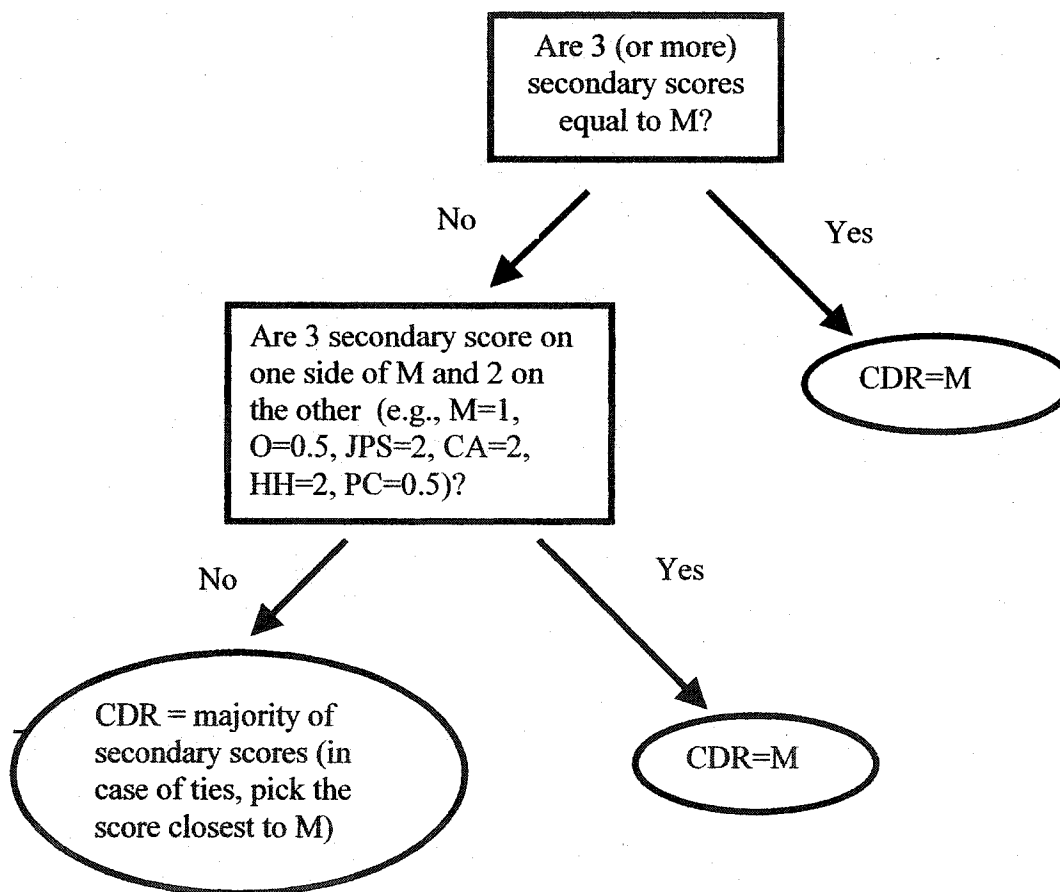 Are 3 (or more)
secondary scores
equal to M?
No
Yes
Are 3 secondary score on
one side of M and 2 on
the other (e.g., M=1,
O=0.5, JPS=2, CA=2,
HH=2, PC=0.5)?
CDR=M
No
Yes
CDR = majority of
secondary scores (in
case of ties, pick the
score closest to M)
CDR=M